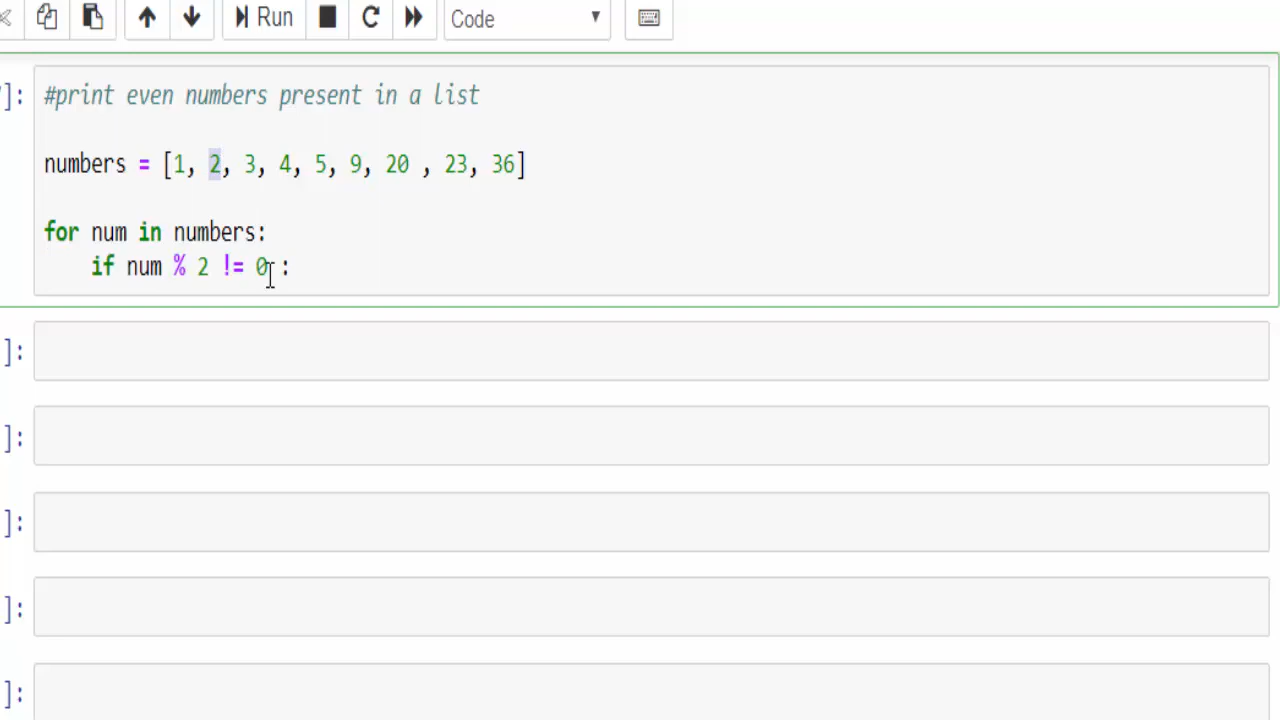 Run Code
]: #print even numbers present in a list
numbers = [1, 2, 3, 4, 5, 9, 20 , 23, 36]
for num in numbers:
    if num % 2 != 0 :
]:
]:
]:
]:
]: